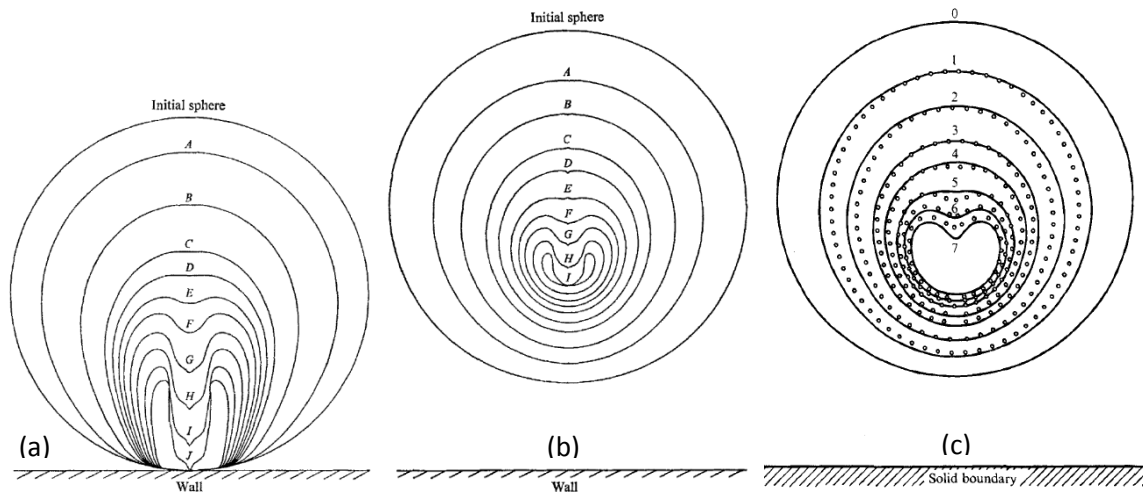 Initial sphere
A
B
C
D
E
F
G
H
I
J
(a)
Wall
Initial sphere
A
B
C
D
E
F
G
H
I
(b)
Wall
0
1
2
3
4
5
6
7
(c)
Solid boundary